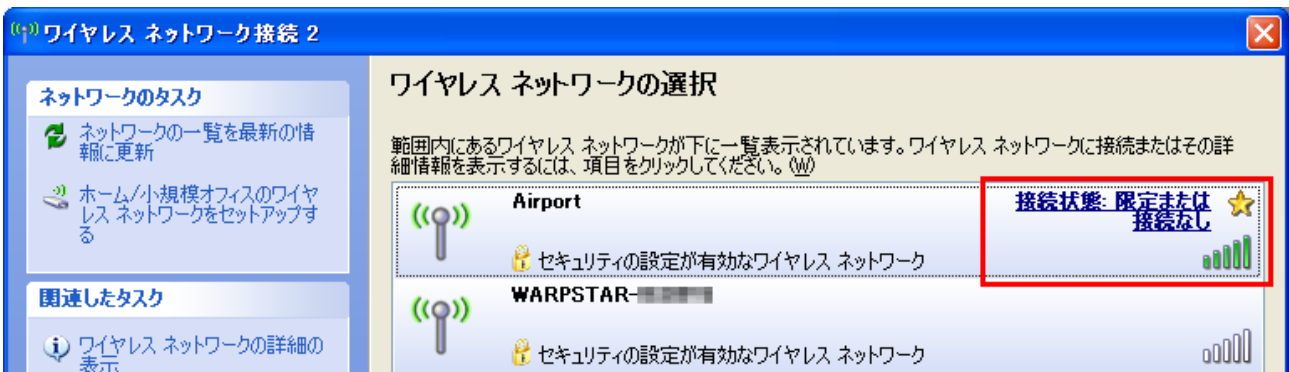 ワイヤレス ネットワーク接続 2
ネットワークのタスク
ネットワークの一覧を最新の情
報に更新
ホーム/小規模オフィスのワイヤ
レス ネットワークをセットアップす
る
関連したタスク
ワイヤレス ネットワークの詳細の
表示
ワイヤレス ネットワークの選択
範囲内にあるワイヤレス ネットワークが下に一覧表示されています。ワイヤレス ネットワークに接続またはその詳
細情報を表示するには、項目をクリックしてください。(W)
Airport
接続状態: 限定または
接続なし
セキュリティの設定が有効なワイヤレス ネットワーク
WARPSTAR-
セキュリティの設定が有効なワイヤレス ネットワーク